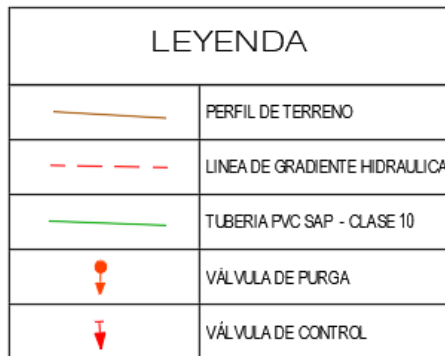 LEYENDA
PERFIL DE TERRENO
LINEA DE GRADIENTE HIDRAULICA
TUBERIA PVC SAP - CLASE 10
VÁLVULA DE PURGA
VÁLVULA DE CONTROL